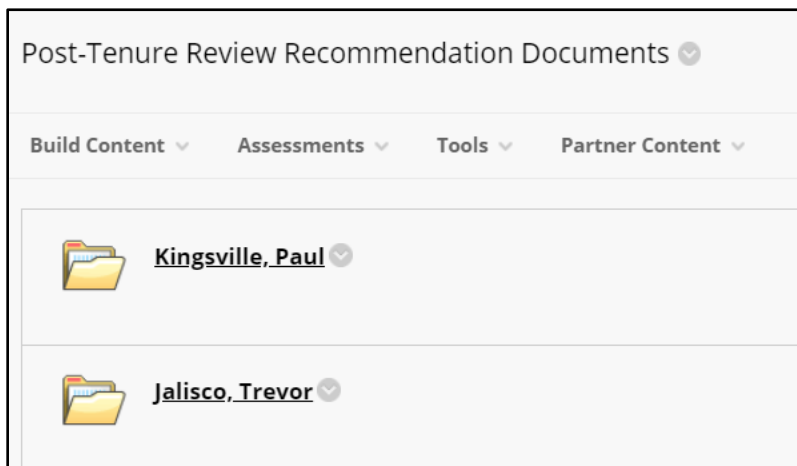 Post-Tenure Review Recommendation Documents
Build Content Assessments Tools Partner Content
Kingsville, Paul
Jalisco, Trevor